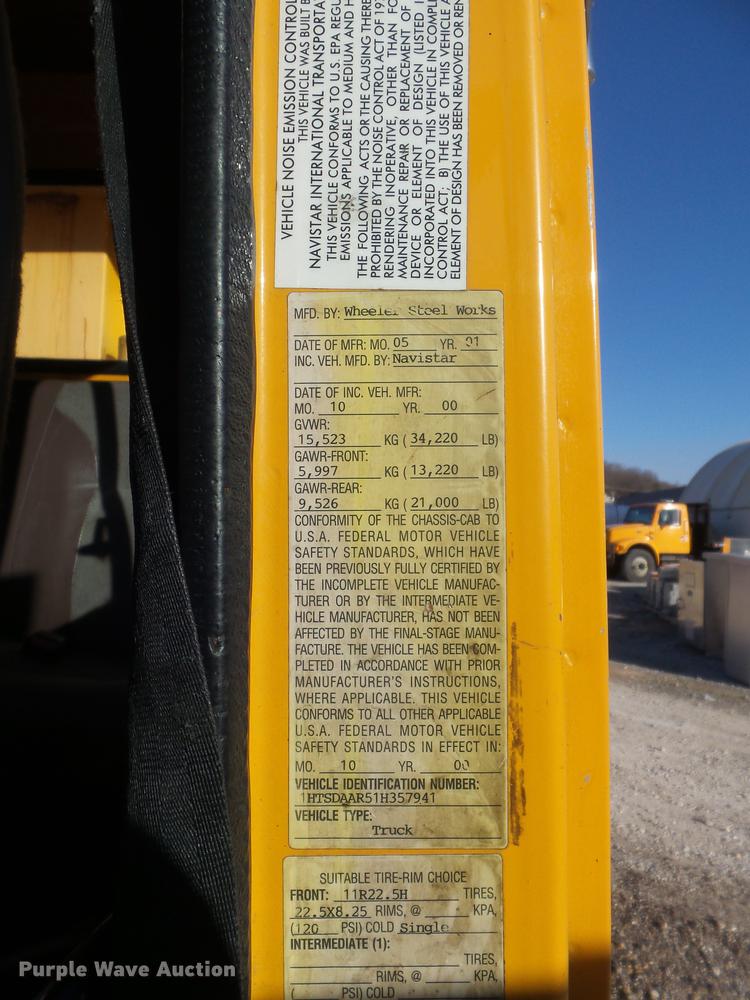 VEHICLE NOISE EMISSION CONTROL
THIS VEHICLE WAS BUILT
NAVISTAR INTERNATIONAL TRANSPORTA
THIS VEHICLE CONFORMS TO U.S. EPA REGU
EMISSIONS APPLICABLE TO MEDIUM AND H
THE FOLLOWING ACTS OR THE CAUSING THERE
PROHIBITED BY THE NOISE CONTROL ACT OF 19
RENDERING INOPERATIVE, OTHER THAN FO
MAINTENANCE REPAIR OR REPLACEMENT OF
DEVICE OR ELEMENT OF DESIGN (LISTED I
INCORPORATED INTO THIS VEHICLE IN COMPL
CONTROL ACT; B) THE USE OF THIS VEHICLE A
ELEMENT OF DESIGN HAS BEEN REMOVED OR REN
MFD. BY: Wheeler Steel Works
DATE OF MFR: MO. 05 YR. 01
INC. VEH. MFD. BY: Navistar
DATE OF INC. VEH. MFR:
MO. 10 YR. 00
GVWR:
15,523 KG ( 34,220 LB)
GAWR-FRONT:
5,997 KG ( 13,220 LB)
GAWR-REAR:
9,526 KG ( 21,000 LB)
CONFORMITY OF THE CHASSIS-CAB TO
U.S.A. FEDERAL MOTOR VEHICLE
SAFETY STANDARDS, WHICH HAVE
BEEN PREVIOUSLY FULLY CERTIFIED BY
THE INCOMPLETE VEHICLE MANUFAC-
TURER OR BY THE INTERMEDIATE VE-
HICLE MANUFACTURER, HAS NOT BEEN
AFFECTED BY THE FINAL-STAGE MANU-
FACTURE. THE VEHICLE HAS BEEN COM-
PLETED IN ACCORDANCE WITH PRIOR
MANUFACTURER'S INSTRUCTIONS,
WHERE APPLICABLE. THIS VEHICLE
CONFORMS TO ALL OTHER APPLICABLE
U.S.A. FEDERAL MOTOR VEHICLE
SAFETY STANDARDS IN EFFECT IN:
MO. 10 YR. 00
VEHICLE IDENTIFICATION NUMBER:
1HTSDAAR51H357941
VEHICLE TYPE:
Truck
SUITABLE TIRE-RIM CHOICE
FRONT: 11R22.5H TIRES,
22.5X8.25 RIMS, @ KPA,
(120 PSI) COLD Single
INTERMEDIATE (1):
TIRES,
RIMS, @ KPA,
( PSI) COLD
Purple Wave Auction